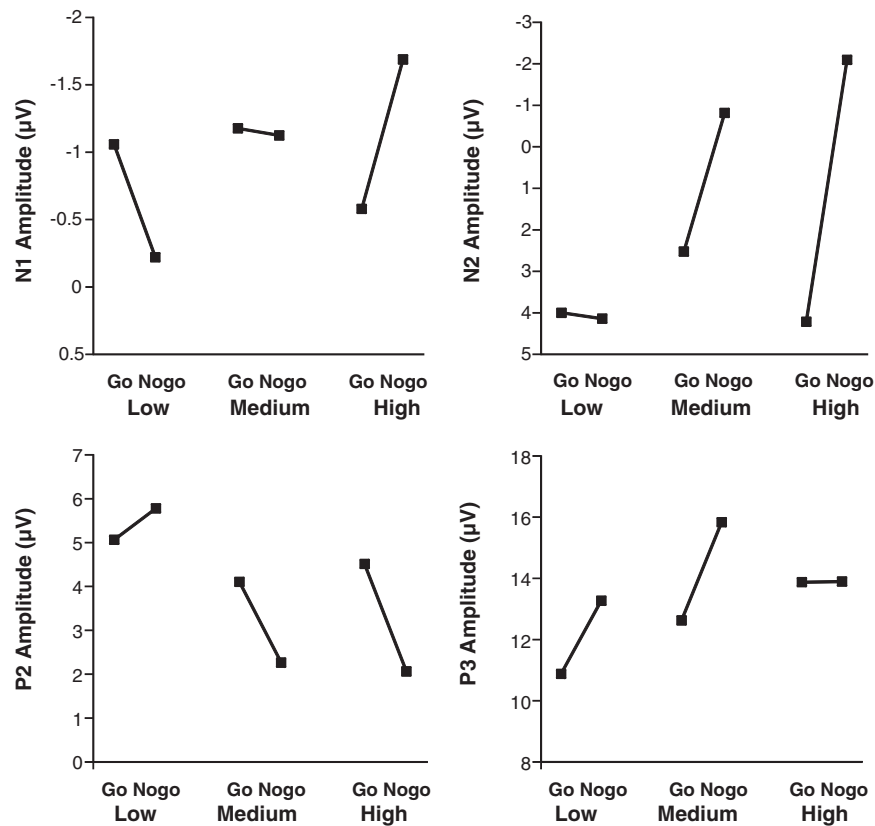 N1 Amplitude (µV)
-2
-1.5
-1
-0.5
0
0.5
Go Nogo Go Nogo Go Nogo
Low Medium High
N2 Amplitude (µV)
-3
-2
-1
0
1
2
3
4
5
Go Nogo Go Nogo Go Nogo
Low Medium High
P2 Amplitude (µV)
7
6
5
4
3
2
1
0
Go Nogo Go Nogo Go Nogo
Low Medium High
P3 Amplitude (µV)
18
16
14
12
10
8
Go Nogo Go Nogo Go Nogo
Low Medium High